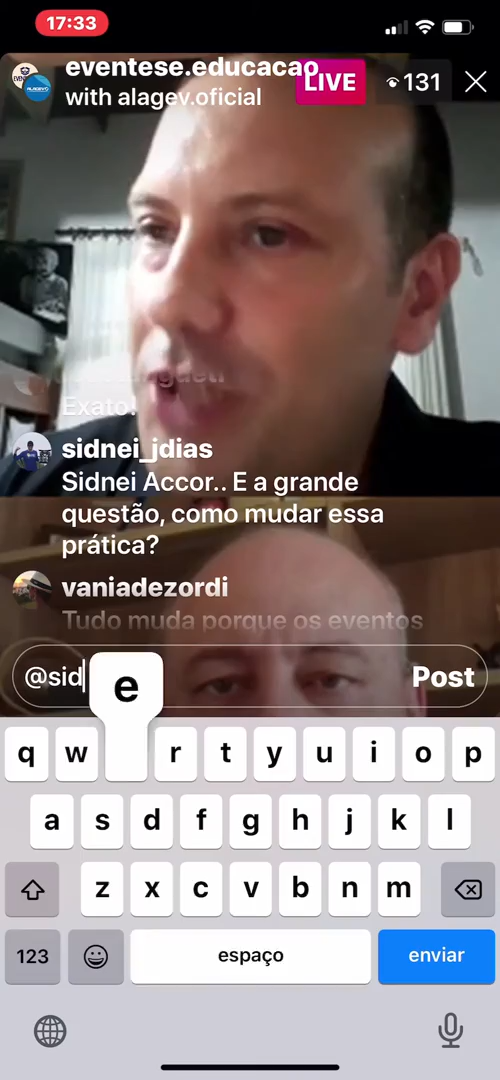 17:33
eventese.educacao
LIVE
131
with alagev.oficial
Exato!
sidnei_jdias
Sidnei Accor.. E a grande
questão, como mudar essa
prática?
vaniadezordi
Tudo muda porque os eventos
@sid
Post
e
q w r t y u i o p
a s d f g h j k l
z x c v b n m
123
espaço
enviar